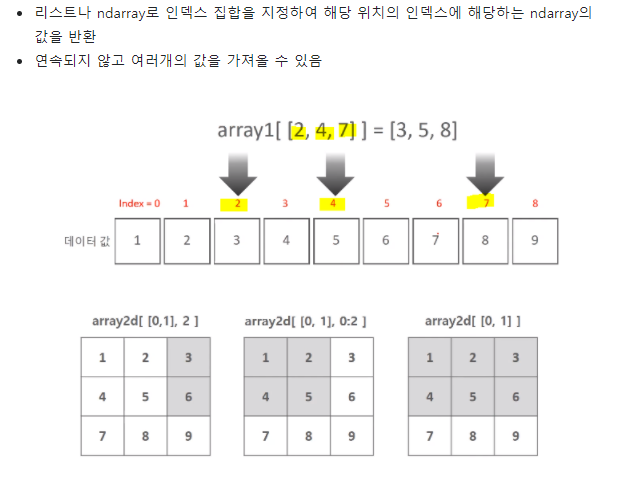 리스트나 ndarray로 인덱스 집합을 지정하여 해당 위치의 인덱스에 해당하는 ndarray의
값을 반환
연속되지 않고 여러개의 값을 가져올 수 있음
array1[ [2, 4, 7] ] = [3, 5, 8]
Index = 0 1 2 3 4 5 6 7 8
데이터 값 1 2 3 4 5 6 7 8 9
array2d[ [0,1], 2 ] array2d[ [0, 1], 0:2 ] array2d[ [0, 1] ]
1 2 3 1 2 3 1 2 3
4 5 6 4 5 6 4 5 6
7 8 9 7 8 9 7 8 9